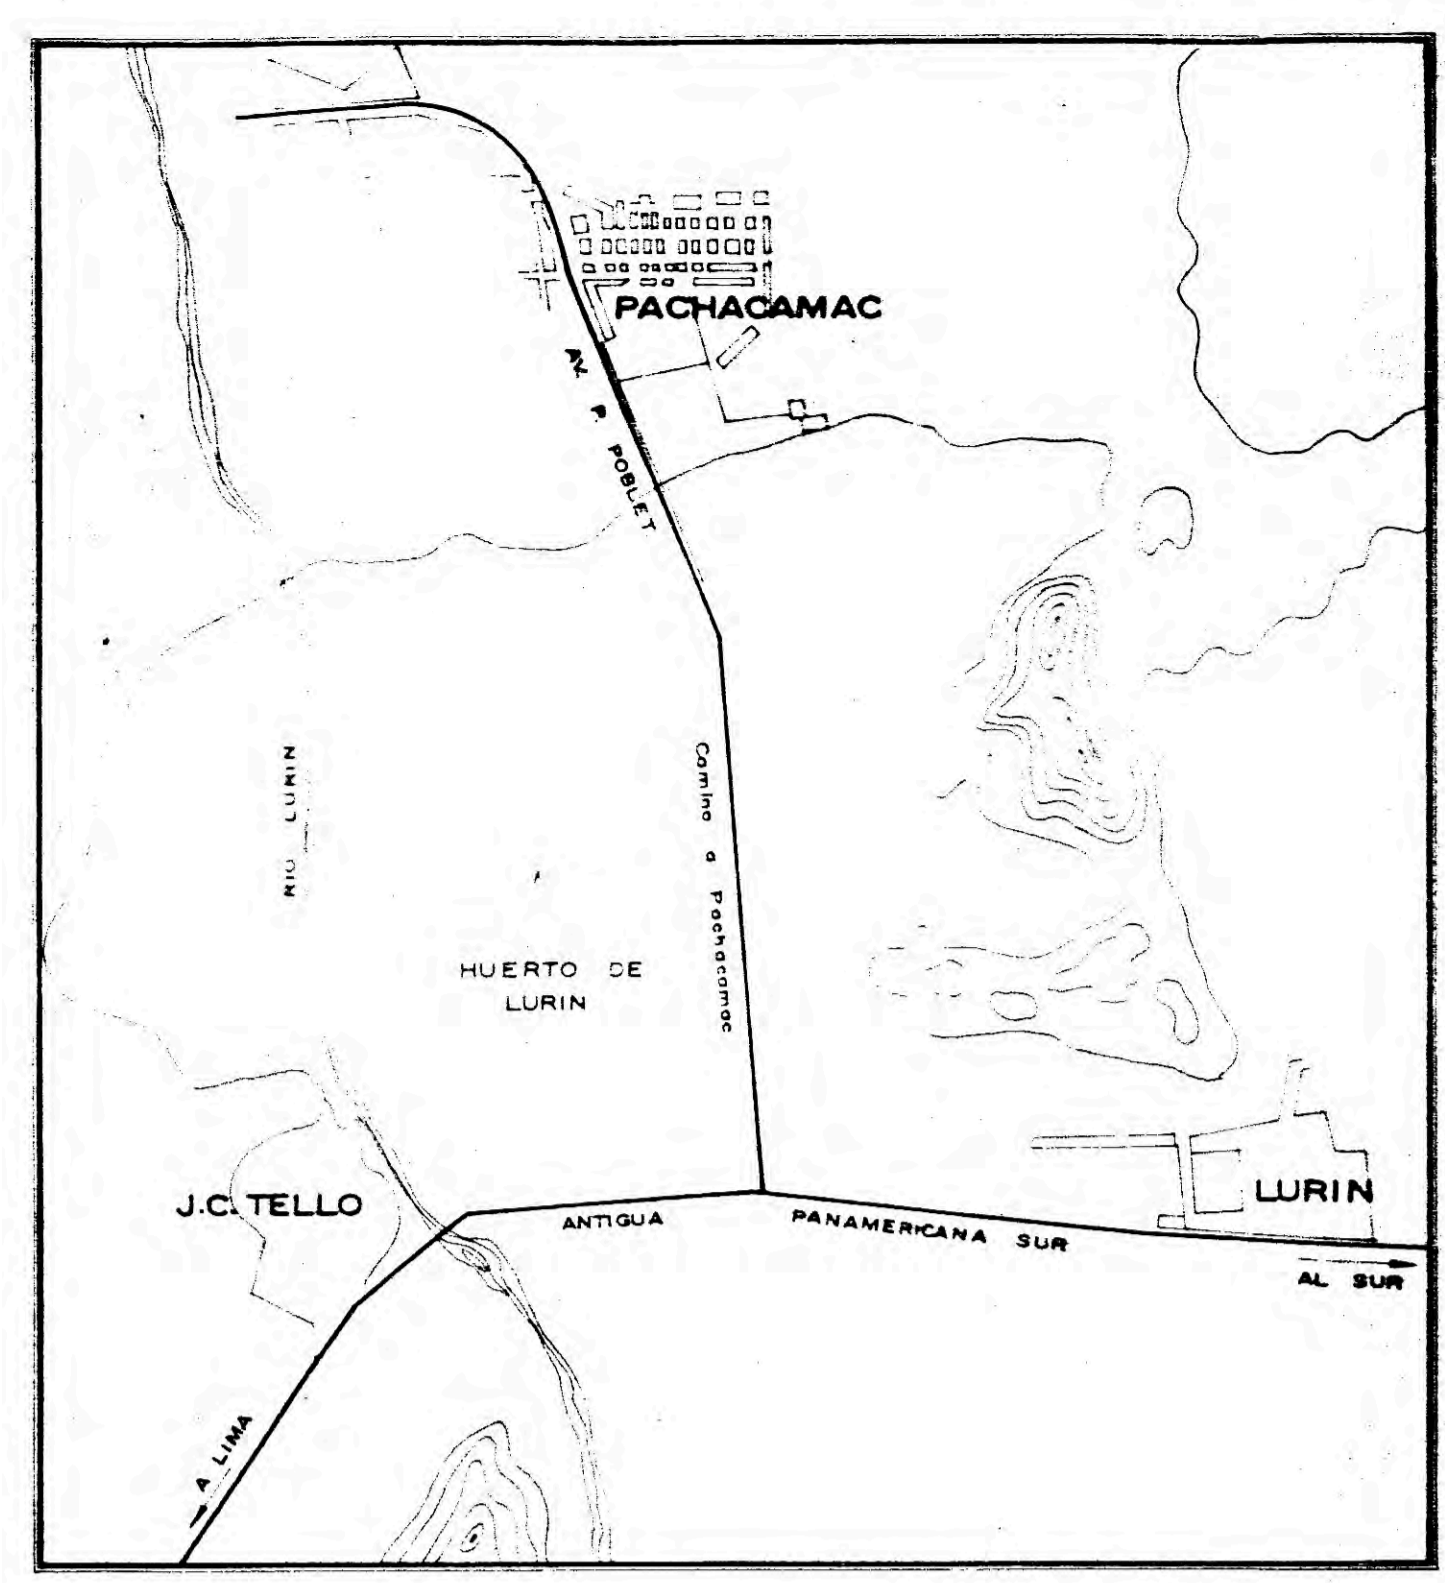 PACHACAMAC
AV. P. POBLET
RIO LURIN
Camino a Pachacamac
HUERTO DE
LURIN
J.C. TELLO
ANTIGUA
PANAMERICANA SUR
LURIN
AL SUR
A LIMA